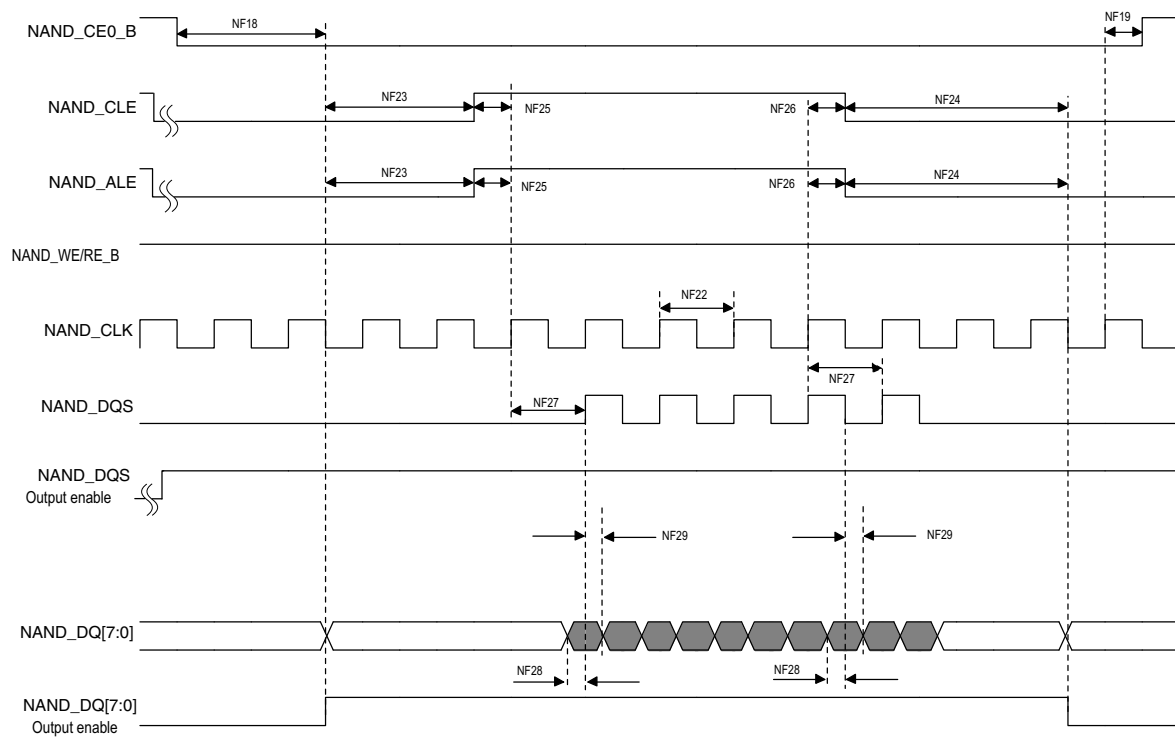 NAND_CE0_B
NF18
NF19
NAND_CLE
NF23
NF25
NF26
NF24
NAND_ALE
NF23
NF25
NF26
NF24
NAND_WE/RE_B
NAND_CLK
NF22
NF27
NAND_DQS
NF27
NAND_DQS
Output enable
NF29
NF29
NAND_DQ[7:0]
NF28
NF28
NAND_DQ[7:0]
Output enable